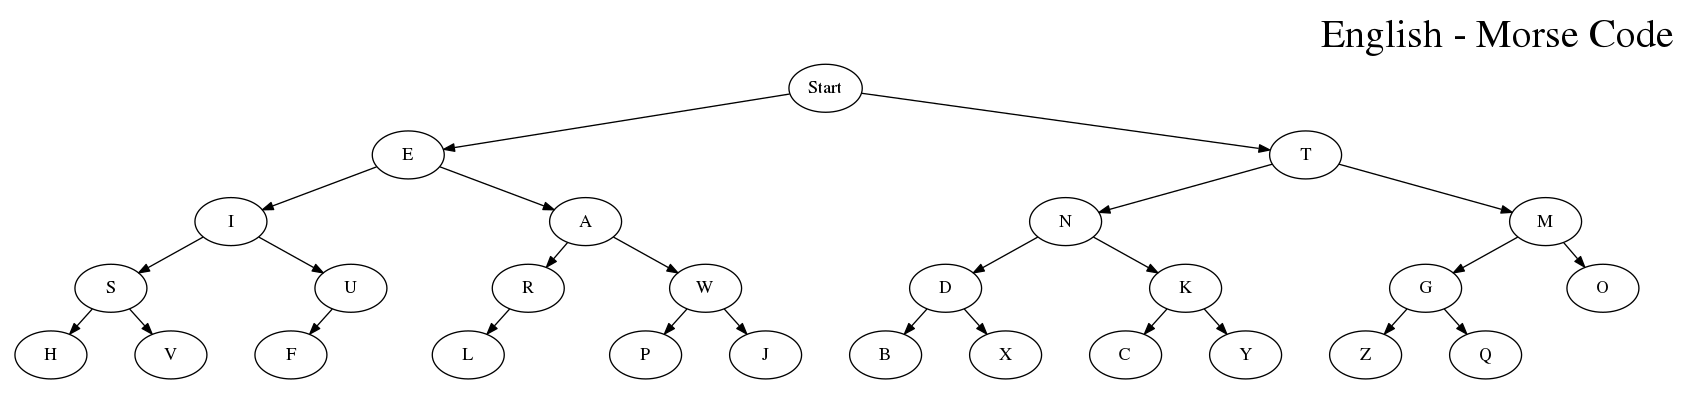 English - Morse Code
Start
E T
I A N M
S U R W D K G O
H V F L P J B X C Y Z Q